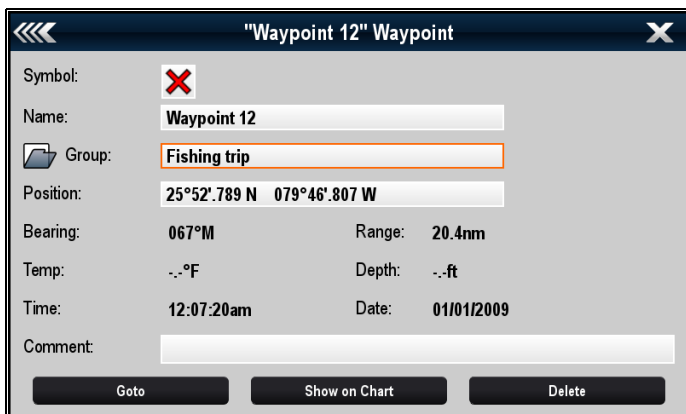 "Waypoint 12" Waypoint
Symbol:
Name: Waypoint 12
Group: Fishing trip
Position: 25°52'.789 N 079°46'.807 W
Bearing: 067°M Range: 20.4nm
Temp: -.-°F Depth: -.-ft
Time: 12:07:20am Date: 01/01/2009
Comment:
Goto Show on Chart Delete